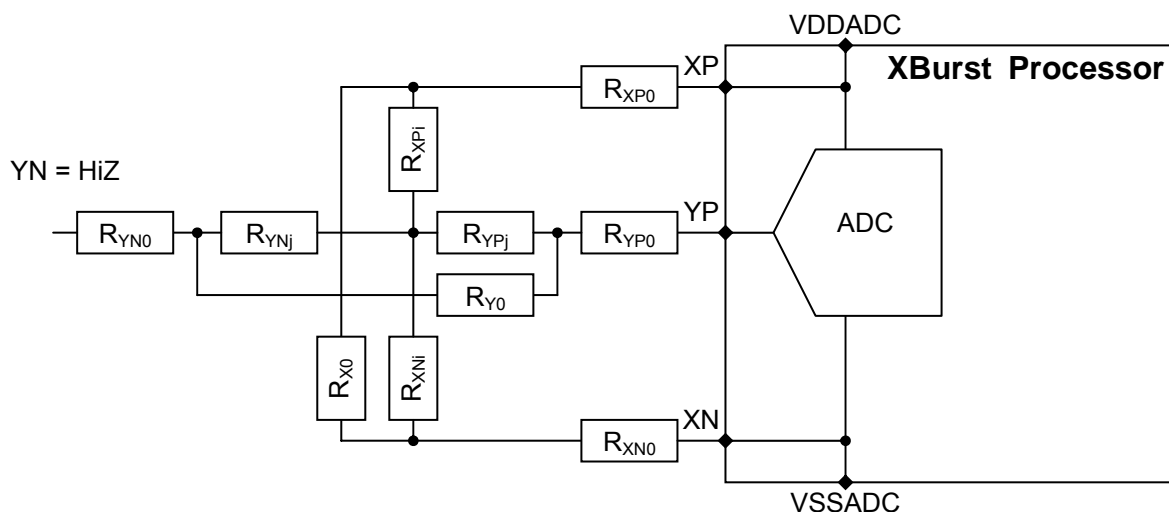 VDDADC
XBurst Processor
XP
R_XP0
R_XPi
YN = HiZ
YP
R_YN0
R_YNj
R_YPj
R_YP0
ADC
R_Y0
R_X0
R_XNi
XN
R_XN0
VSSADC